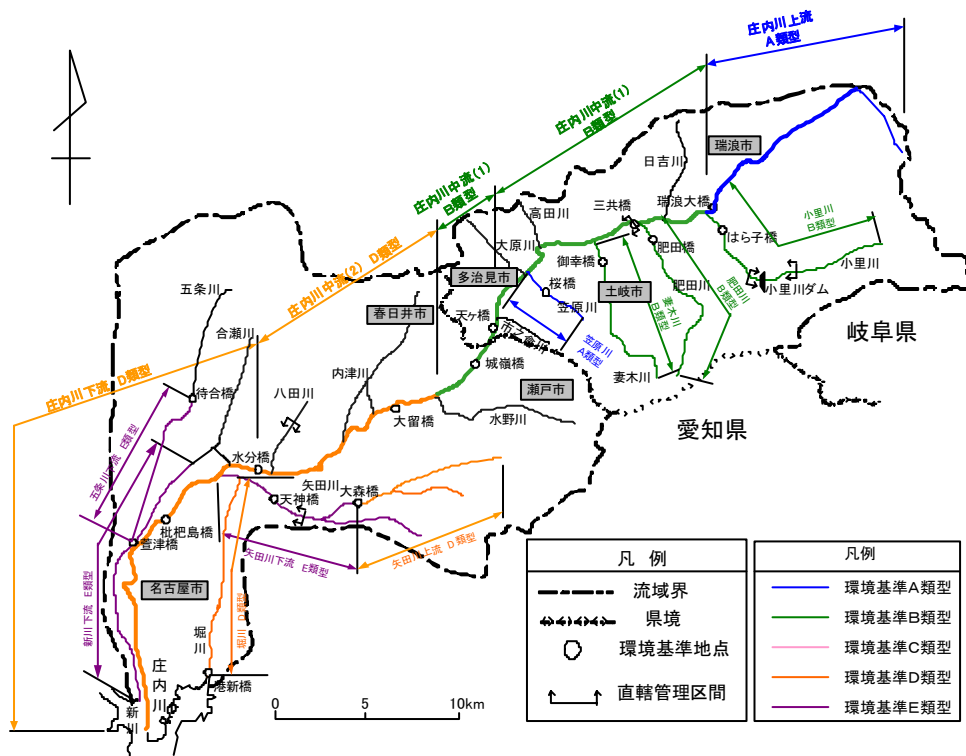 庄内川上流
A類型
庄内川中流(1)
B類型
庄内川中流(1)
B類型
庄内川中流(2) D類型
庄内川下流 D類型
瑞浪市
日吉川
三共橋
瑞浪大橋
高田川
大原川
御幸橋
肥田橋
はら子橋
小里川
B類型
小里川
小里川ダム
肥田川
B類型
肥田川
妻木川
B類型
妻木川
土岐市
多治見市
桜橋
笠原川
笠原川
A類型
天ヶ橋
市之倉川
城嶺橋
春日井市
瀬戸市
五条川
合瀬川
八田川
内津川
待合橋
大留橋
水野川
水分橋
五条川下流 E類型
矢田川
天神橋
大森橋
枇杷島橋
萱津橋
矢田川下流 E類型
矢田川上流 D類型
名古屋市
新川下流 E類型
堀川
堀川 D類型
庄内川
新川
港新橋
岐阜県
愛知県
0 5 10km
凡 例
流域界
県境
環境基準地点
直轄管理区間
凡例
環境基準A類型
環境基準B類型
環境基準C類型
環境基準D類型
環境基準E類型